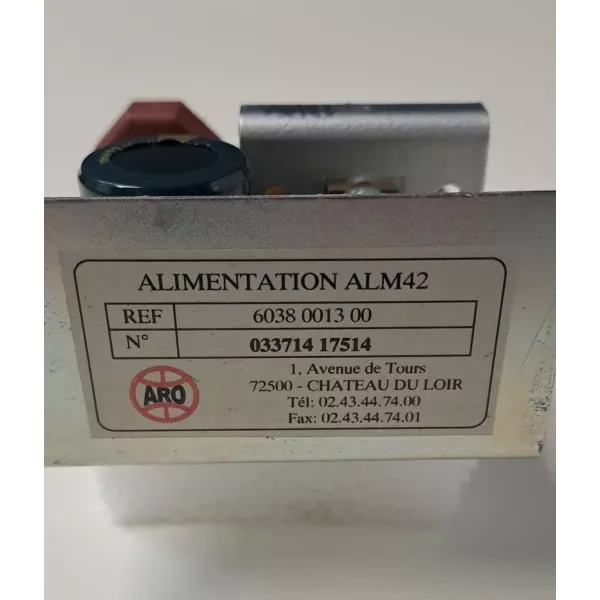 ALIMENTATION ALM42
REF 6038 0013 00
N° 033714 17514
ARO
1, Avenue de Tours
72500 - CHATEAU DU LOIR
Tél: 02.43.44.74.00
Fax: 02.43.44.74.01